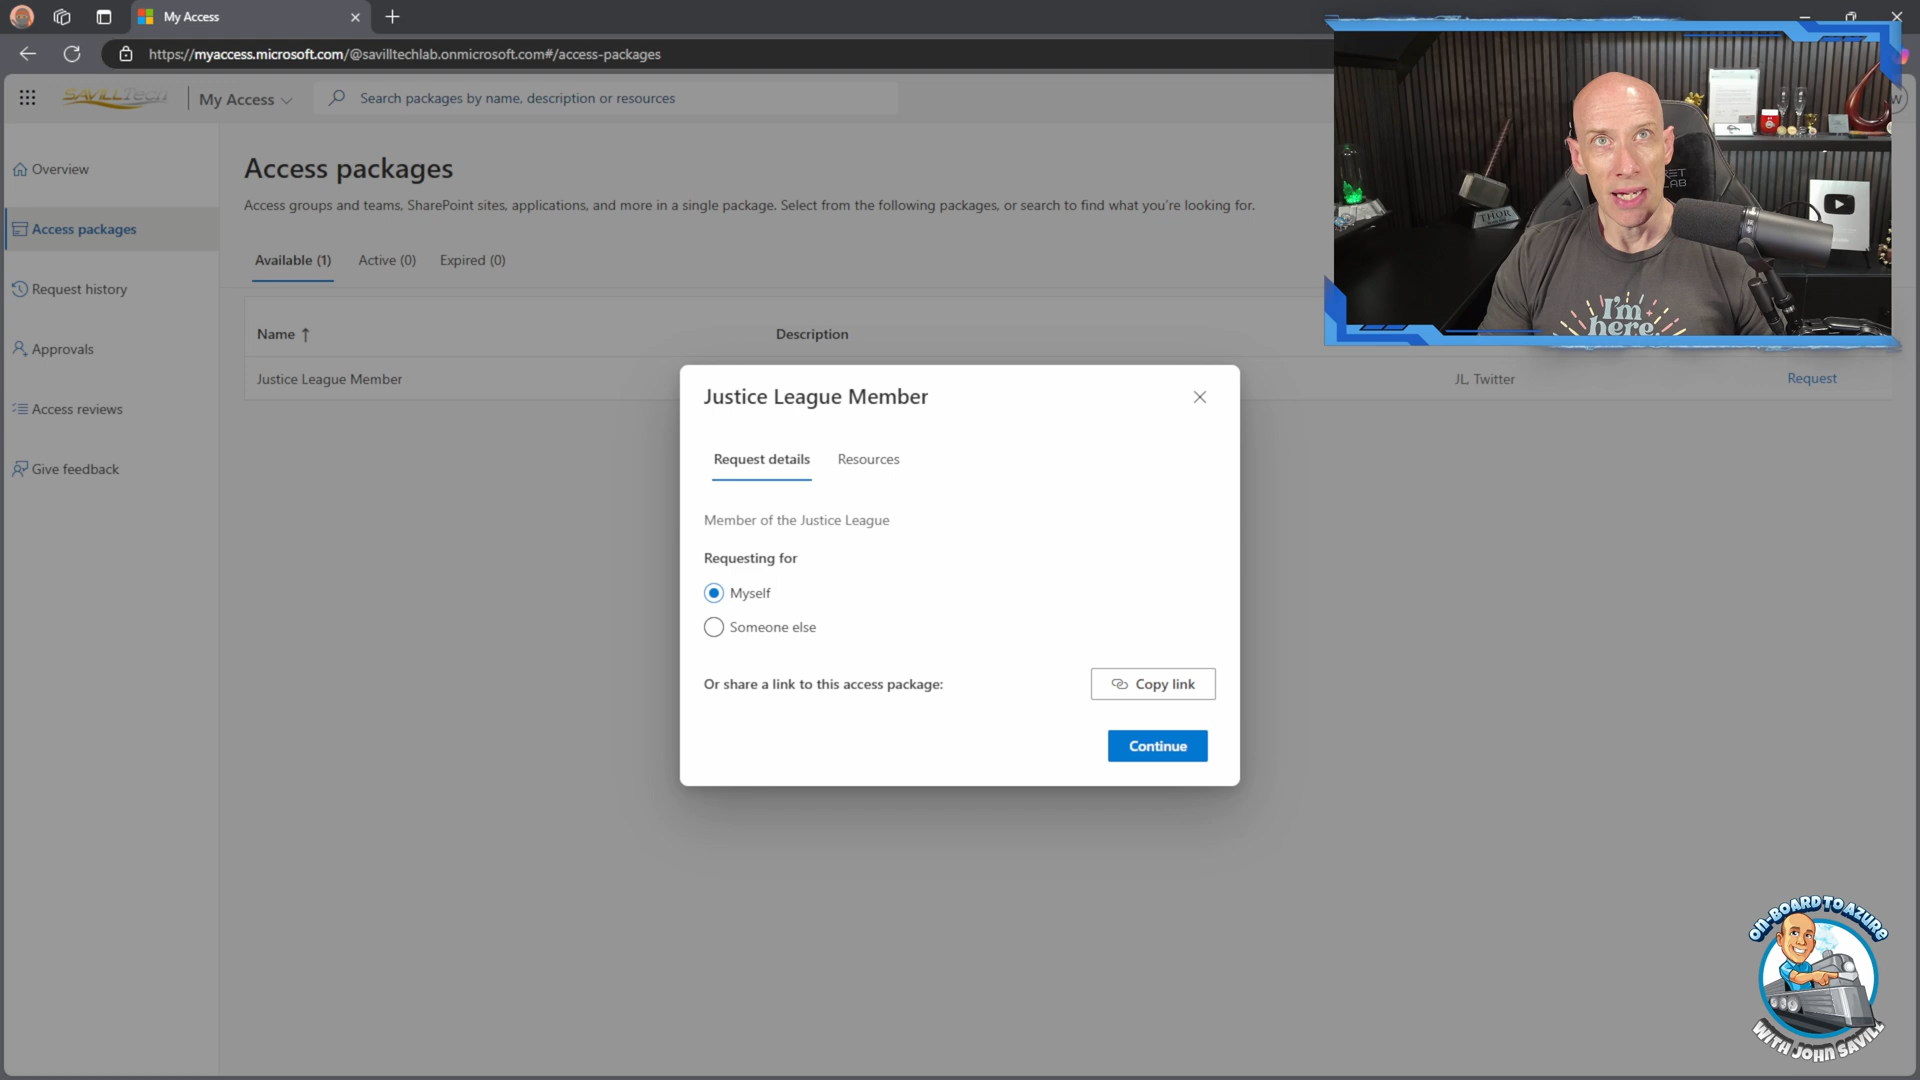 My Access
https://myaccess.microsoft.com/@savilltechlab.onmicrosoft.com#/access-packages
SAVILLTECH
My Access
Search packages by name, description or resources
W
Overview
Access packages
Request history
Approvals
Access reviews
Give feedback
Access packages
Access groups and teams, SharePoint sites, applications, and more in a single package. Select from the following packages, or search to find what you're looking for.
Available (1) Active (0) Expired (0)
Name ↑ Description
Justice League Member JL, Twitter Request
Justice League Member
Request details Resources
Member of the Justice League
Requesting for
Myself
Someone else
Or share a link to this access package: Copy link
Continue
THOR
I'm
here
ON-BOARD TO AZURE
WITH JOHN SAVILL